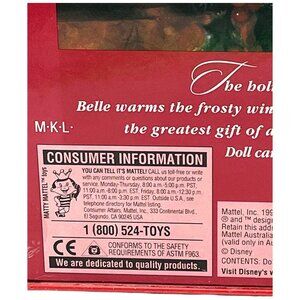 The holi
Belle warms the frosty win
the greatest gift of a
Doll can
M·K·L·
CONSUMER INFORMATION
MATTY MATTEL™ says
YOU CAN TELL IT'S MATTEL! CALL us toll-free or write
with any comments or questions about our products or
service. Monday-Thursday, 8:00 a.m.-5:00 p.m. PST,
11:00 a.m.-8:00 p.m. EST, Friday, 8:00 a.m.-12:30 p.m.
PST, 11:00 a.m.-3:30 p.m. EST Outside U.S.A., see
telephone directory for Mattel listing.
Consumer Affairs, Mattel, Inc., 333 Continental Blvd.,
El Segundo, CA 90245 USA
1 (800) 524-TOYS
CE
CONFORMS TO THE SAFETY
REQUIREMENTS OF ASTM F963.
We are dedicated to quality products.
Mattel, Inc. 199
® and ™ design
Retain this addre
Mattel Australia
(valid only in Au
© Disney
CONTENTS: Do
Visit Disney's w